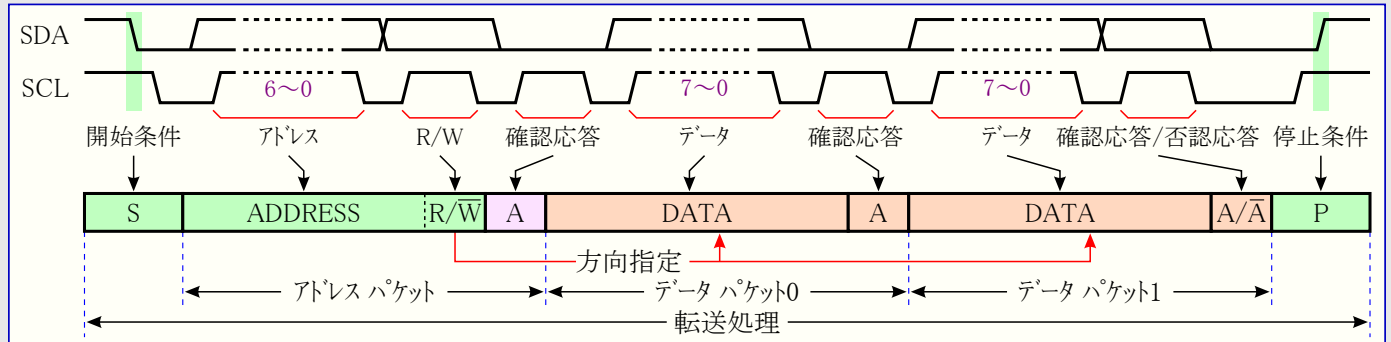 SDA
SCL
6～0
7～0
7～0
開始条件
アドレス
R/W
確認応答
データ
確認応答
データ
確認応答/否認応答
停止条件
S
ADDRESS
R/W̅
A
DATA
A
DATA
A/A̅
P
方向指定
アドレス パケット
データ パケット0
データ パケット1
転送処理